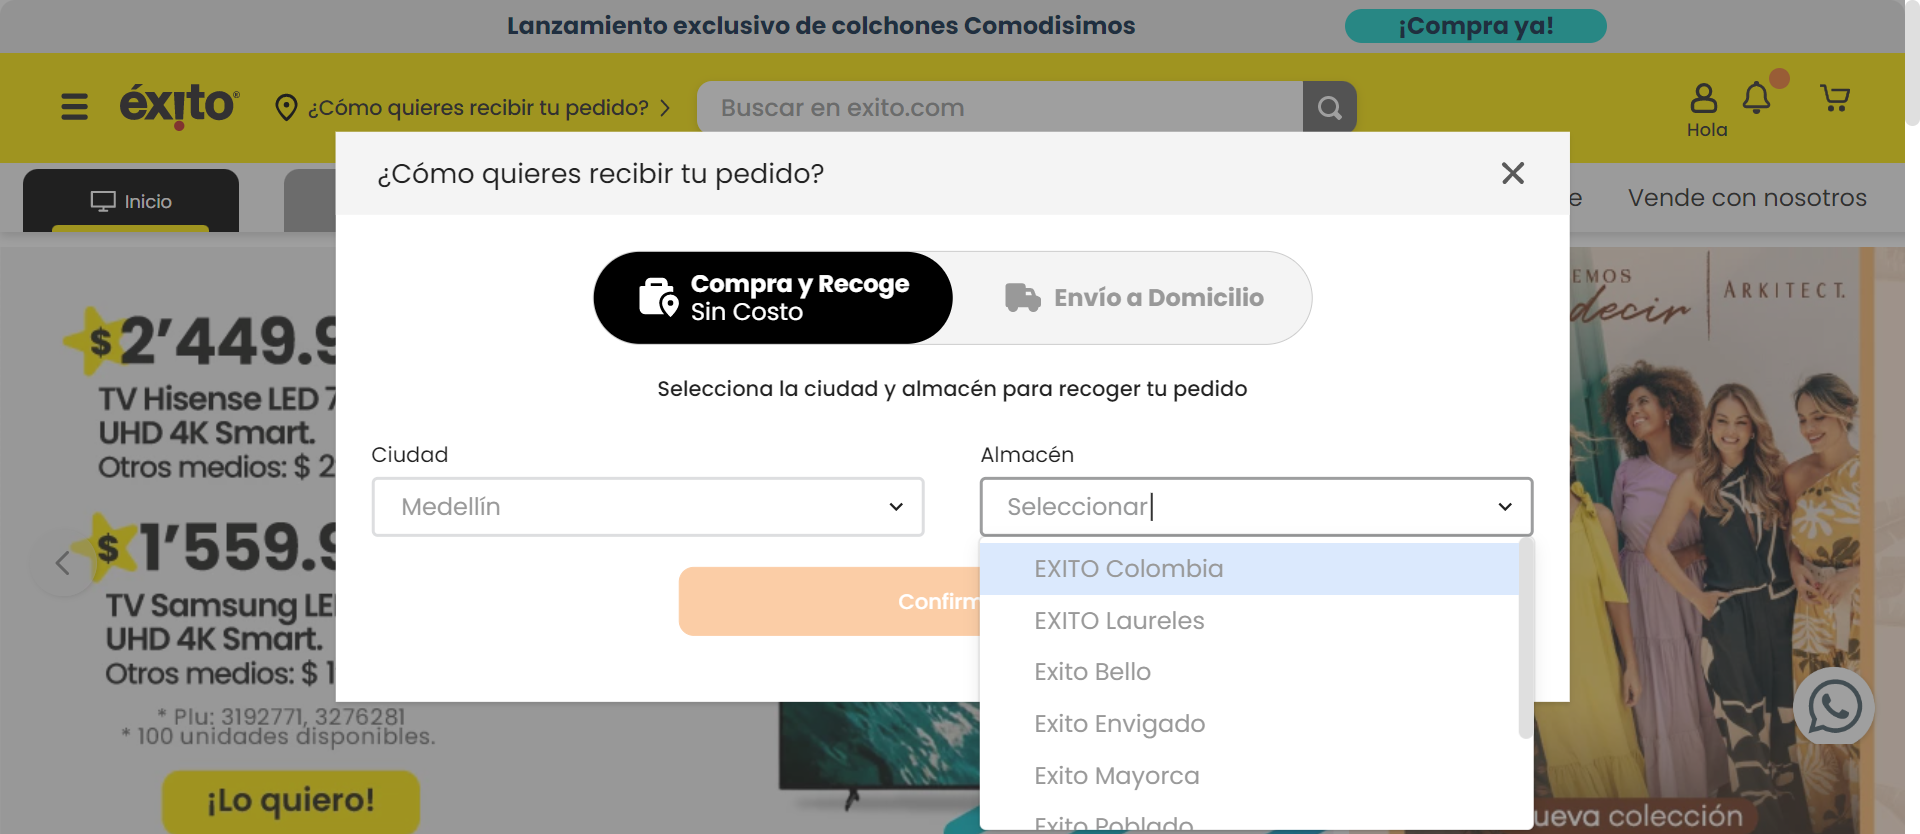 Lanzamiento exclusivo de colchones Comodisimos
¡Compra ya!
éxito®
¿Cómo quieres recibir tu pedido?
Buscar en exito.com
Hola
Inicio
Vende con nosotros
¿Cómo quieres recibir tu pedido?
Compra y Recoge
Sin Costo
Envío a Domicilio
Selecciona la ciudad y almacén para recoger tu pedido
Ciudad
Medellín
Almacén
Seleccionar
EXITO Colombia
EXITO Laureles
Exito Bello
Exito Envigado
Exito Mayorca
Exito Poblado
Confirm
$ 2’449.9
TV Hisense LED 7
UHD 4K Smart.
Otros medios: $ 2
$ 1’559.9
TV Samsung LE
UHD 4K Smart.
Otros medios: $ 1
* Plu: 3192771, 3276281
* 100 unidades disponibles.
¡Lo quiero!
EMOS
decir
ARKITECT.
ueva colección